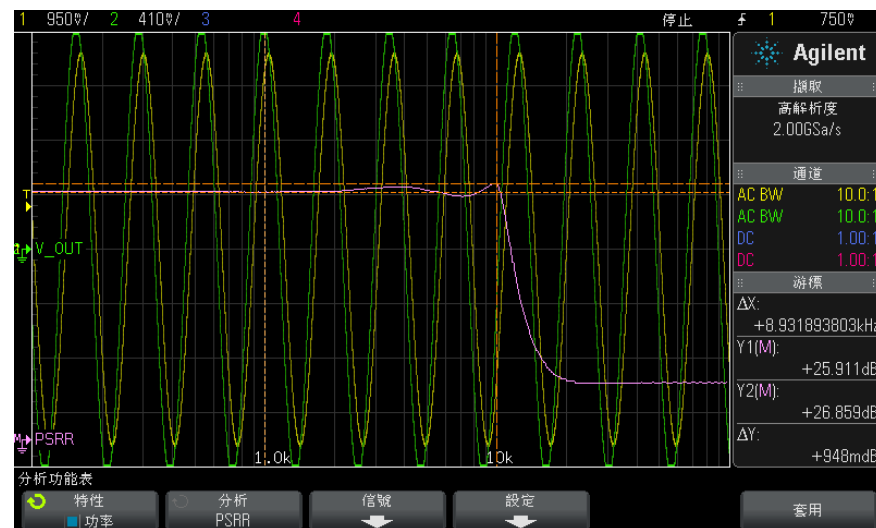 1 950♥/ 2 410♥/ 3 4 停止 1 750♥
Agilent
擷取
高解析度
2.00GSa/s
通道
AC BW 10.0:1
AC BW 10.0:1
DC 1.00:1
DC 1.00:1
游標
ΔX:
+8.931893803kHz
Y1(M):
+25.911dB
Y2(M):
+26.859dB
ΔY:
+948mdB
T
V_OUT
M PSRR
1.0k 10k
分析功能表
特性
功率
分析
PSRR
信號
設定
套用